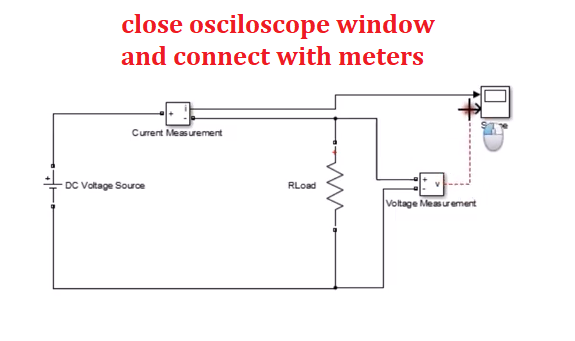 close osciloscope window
and connect with meters
i
+
-
Current Measurement
+
DC Voltage Source
+
RLoad
+
-
v
Voltage Measurement